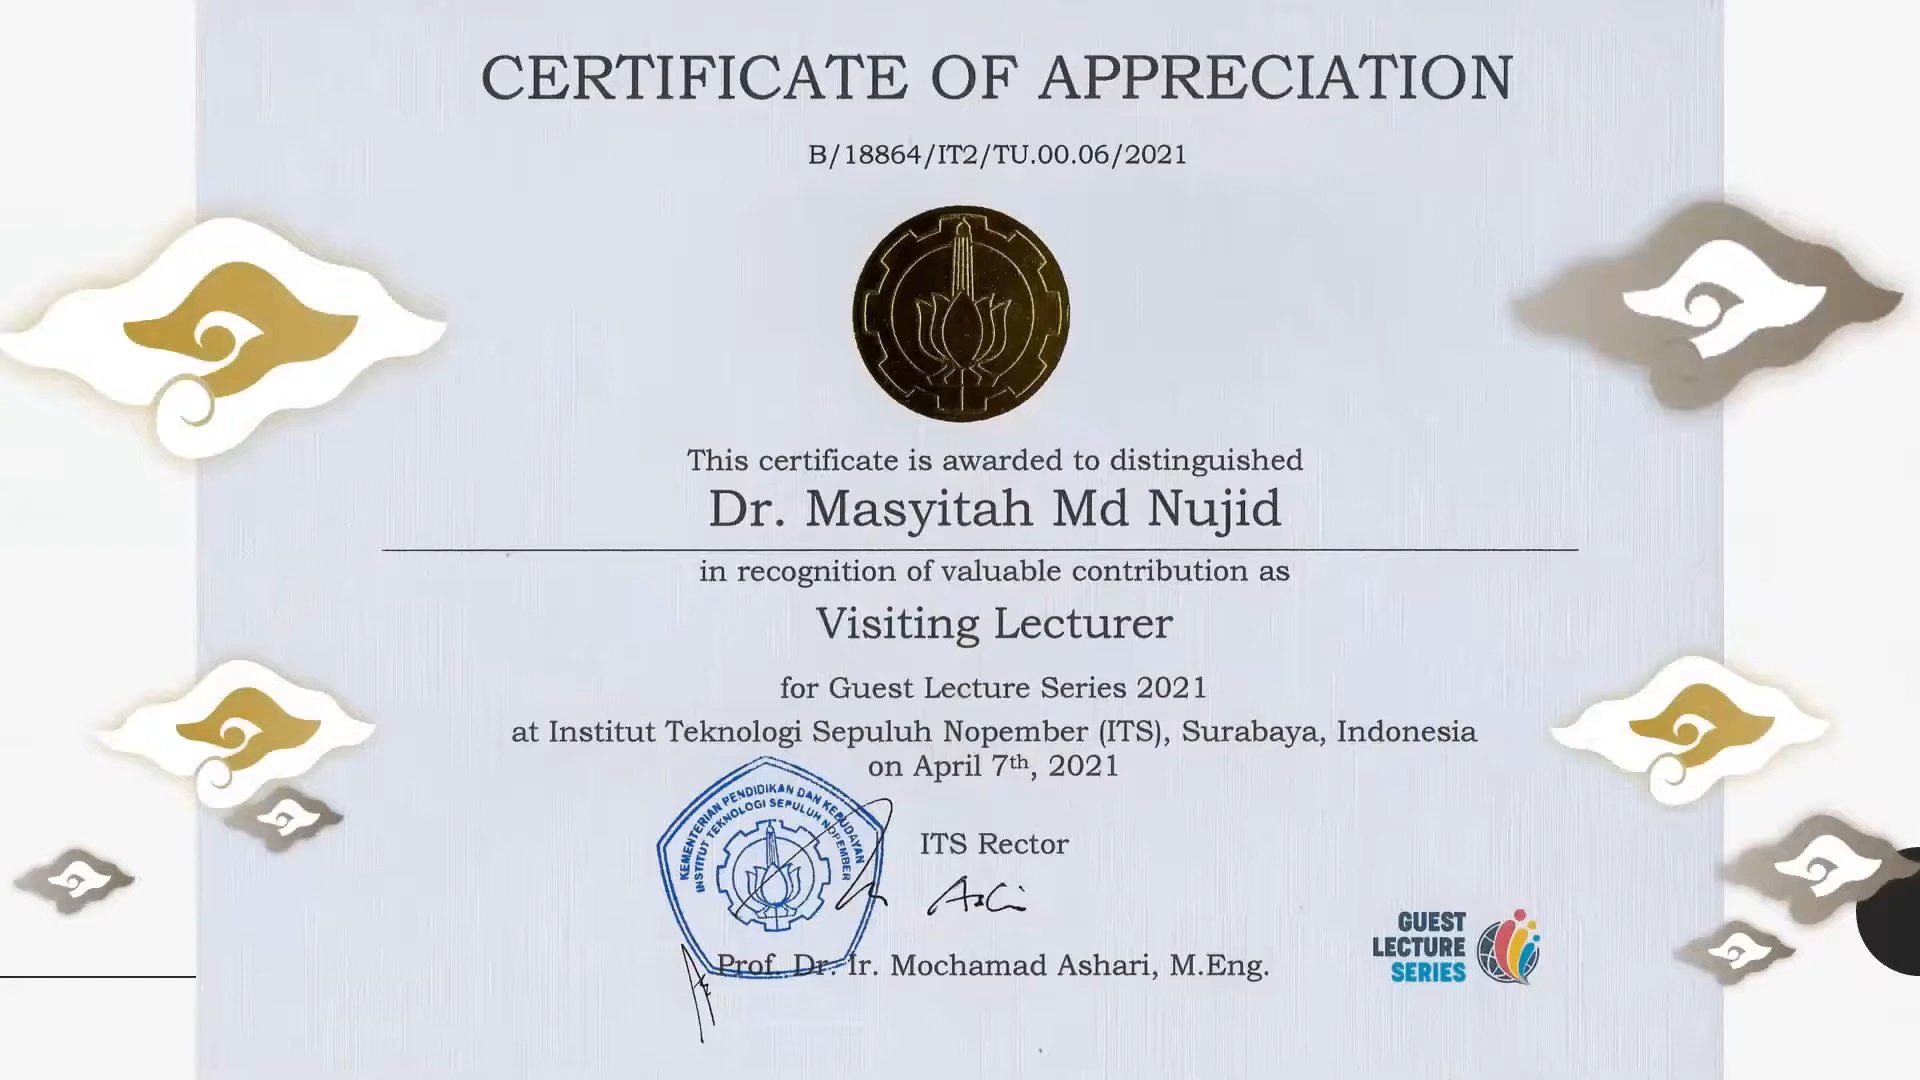 CERTIFICATE OF APPRECIATION
B/18864/IT2/TU.00.06/2021
This certificate is awarded to distinguished
Dr. Masyitah Md Nujid
in recognition of valuable contribution as
Visiting Lecturer
for Guest Lecture Series 2021
at Institut Teknologi Sepuluh Nopember (ITS), Surabaya, Indonesia
on April 7th, 2021
KEMENTERIAN PENDIDIKAN DAN KEBUDAYAAN
INSTITUT TEKNOLOGI SEPULUH NOPEMBER
ITS Rector
Prof. Dr. Ir. Mochamad Ashari, M.Eng.
GUEST
LECTURE
SERIES